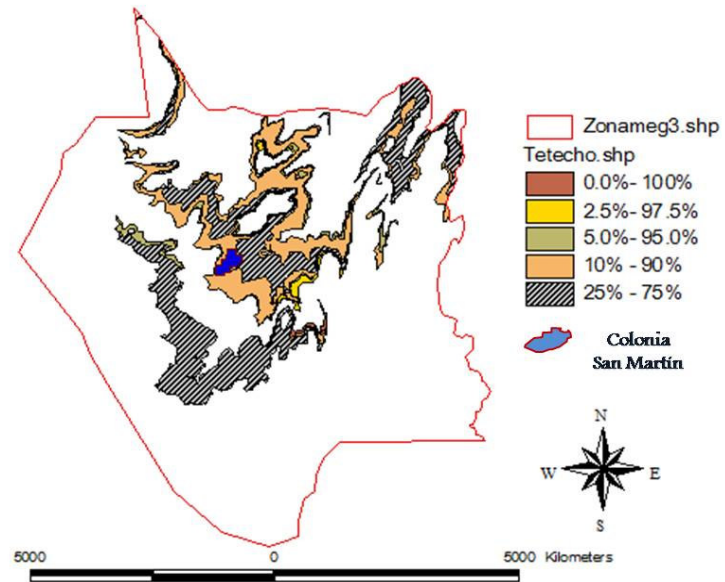 Zonameg3.shp
Tetecho.shp
0.0%- 100%
2.5%- 97.5%
5.0%- 95.0%
10% - 90%
25% - 75%
Colonia
San Martín
N
W E
S
5000 0 5000 Kilometers